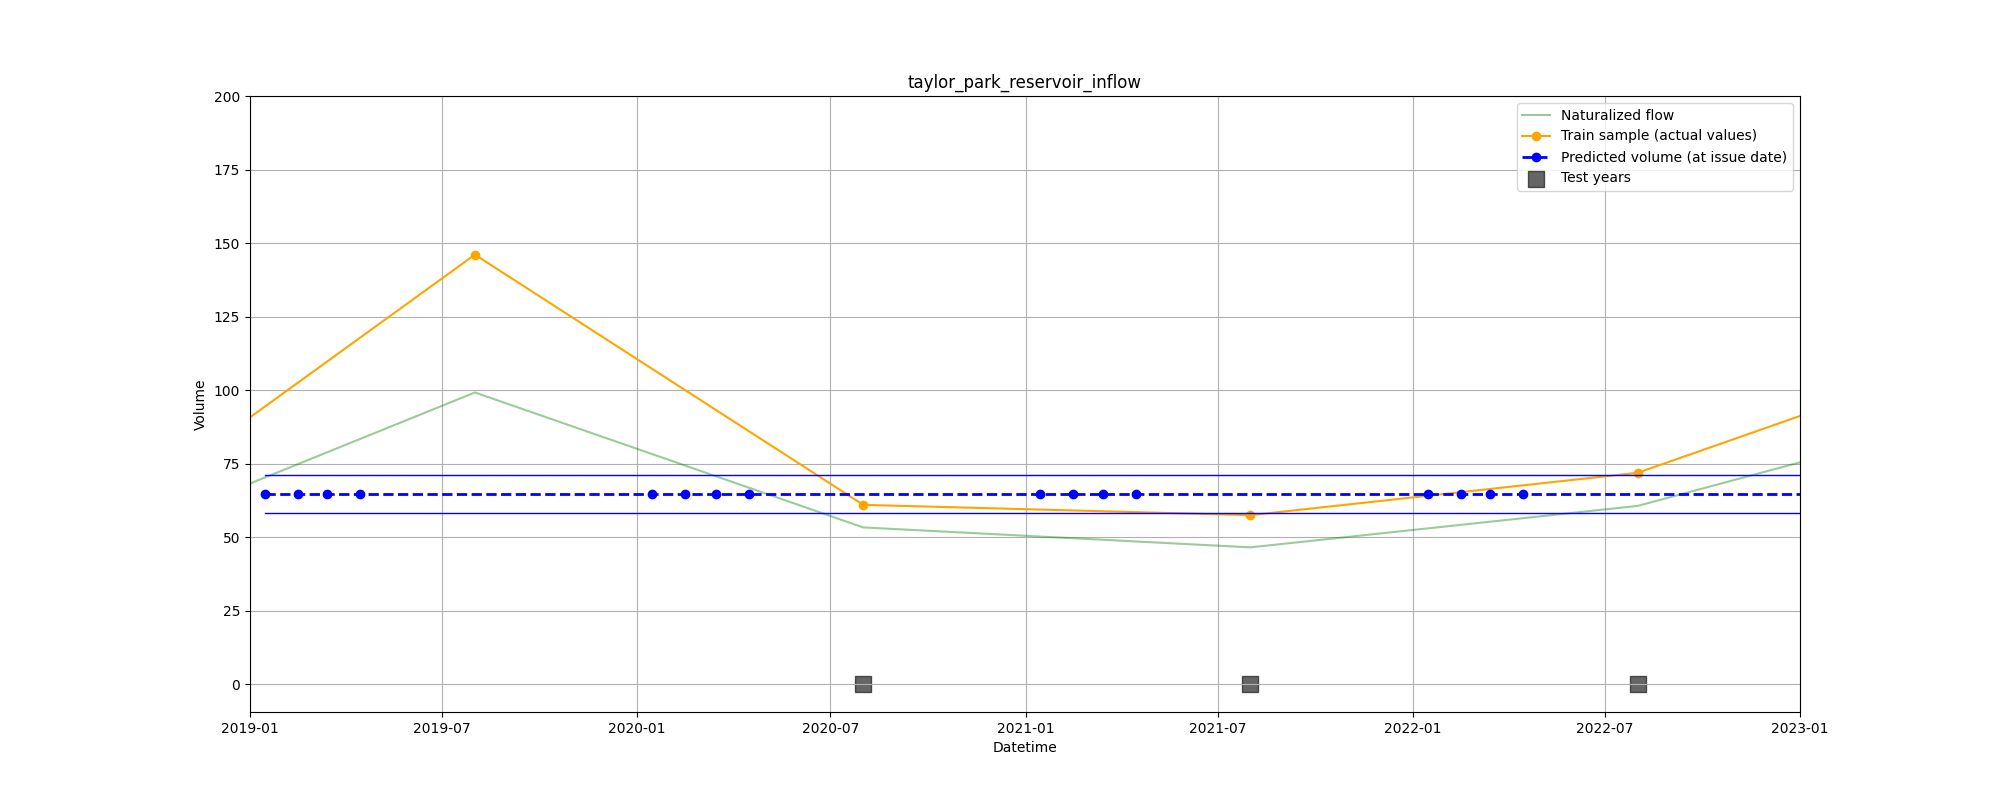 taylor_park_reservoir_inflow
200
175
150
125
100
75
50
25
0
Volume
Naturalized flow
Train sample (actual values)
Predicted volume (at issue date)
Test years
2019-01 2019-07 2020-01 2020-07 2021-01 2021-07 2022-01 2022-07 2023-01
Datetime